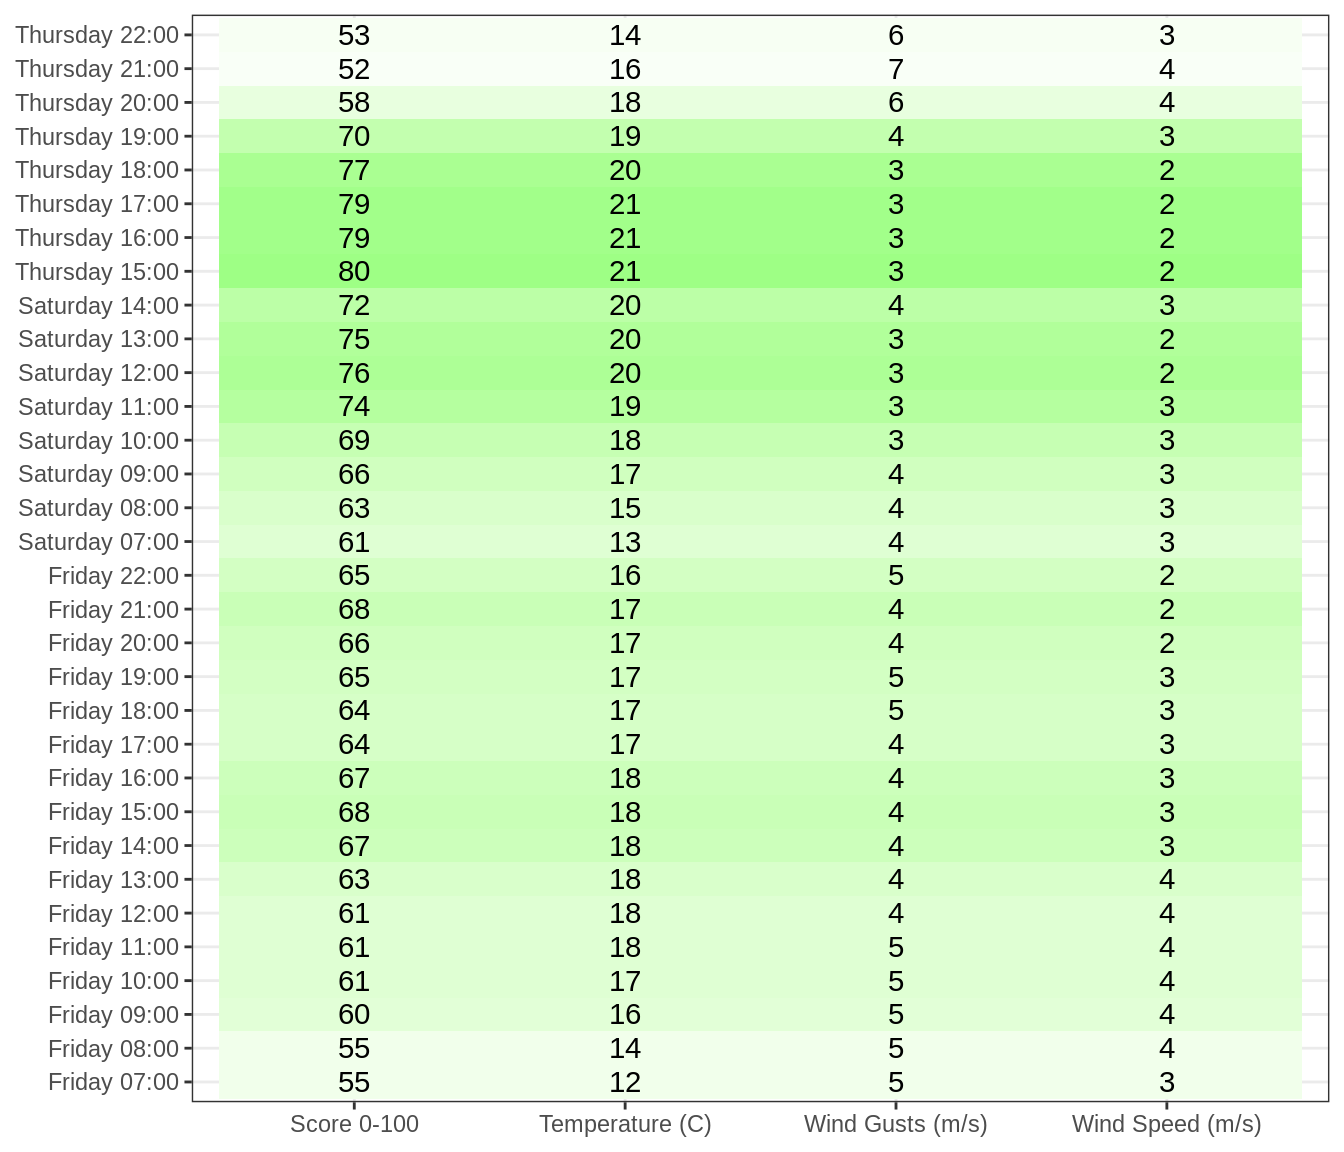 Thursday 22:00 53 14 6 3
Thursday 21:00 52 16 7 4
Thursday 20:00 58 18 6 4
Thursday 19:00 70 19 4 3
Thursday 18:00 77 20 3 2
Thursday 17:00 79 21 3 2
Thursday 16:00 79 21 3 2
Thursday 15:00 80 21 3 2
Saturday 14:00 72 20 4 3
Saturday 13:00 75 20 3 2
Saturday 12:00 76 20 3 2
Saturday 11:00 74 19 3 3
Saturday 10:00 69 18 3 3
Saturday 09:00 66 17 4 3
Saturday 08:00 63 15 4 3
Saturday 07:00 61 13 4 3
Friday 22:00 65 16 5 2
Friday 21:00 68 17 4 2
Friday 20:00 66 17 4 2
Friday 19:00 65 17 5 3
Friday 18:00 64 17 5 3
Friday 17:00 64 17 4 3
Friday 16:00 67 18 4 3
Friday 15:00 68 18 4 3
Friday 14:00 67 18 4 3
Friday 13:00 63 18 4 4
Friday 12:00 61 18 4 4
Friday 11:00 61 18 5 4
Friday 10:00 61 17 5 4
Friday 09:00 60 16 5 4
Friday 08:00 55 14 5 4
Friday 07:00 55 12 5 3
Score 0-100 Temperature (C) Wind Gusts (m/s) Wind Speed (m/s)